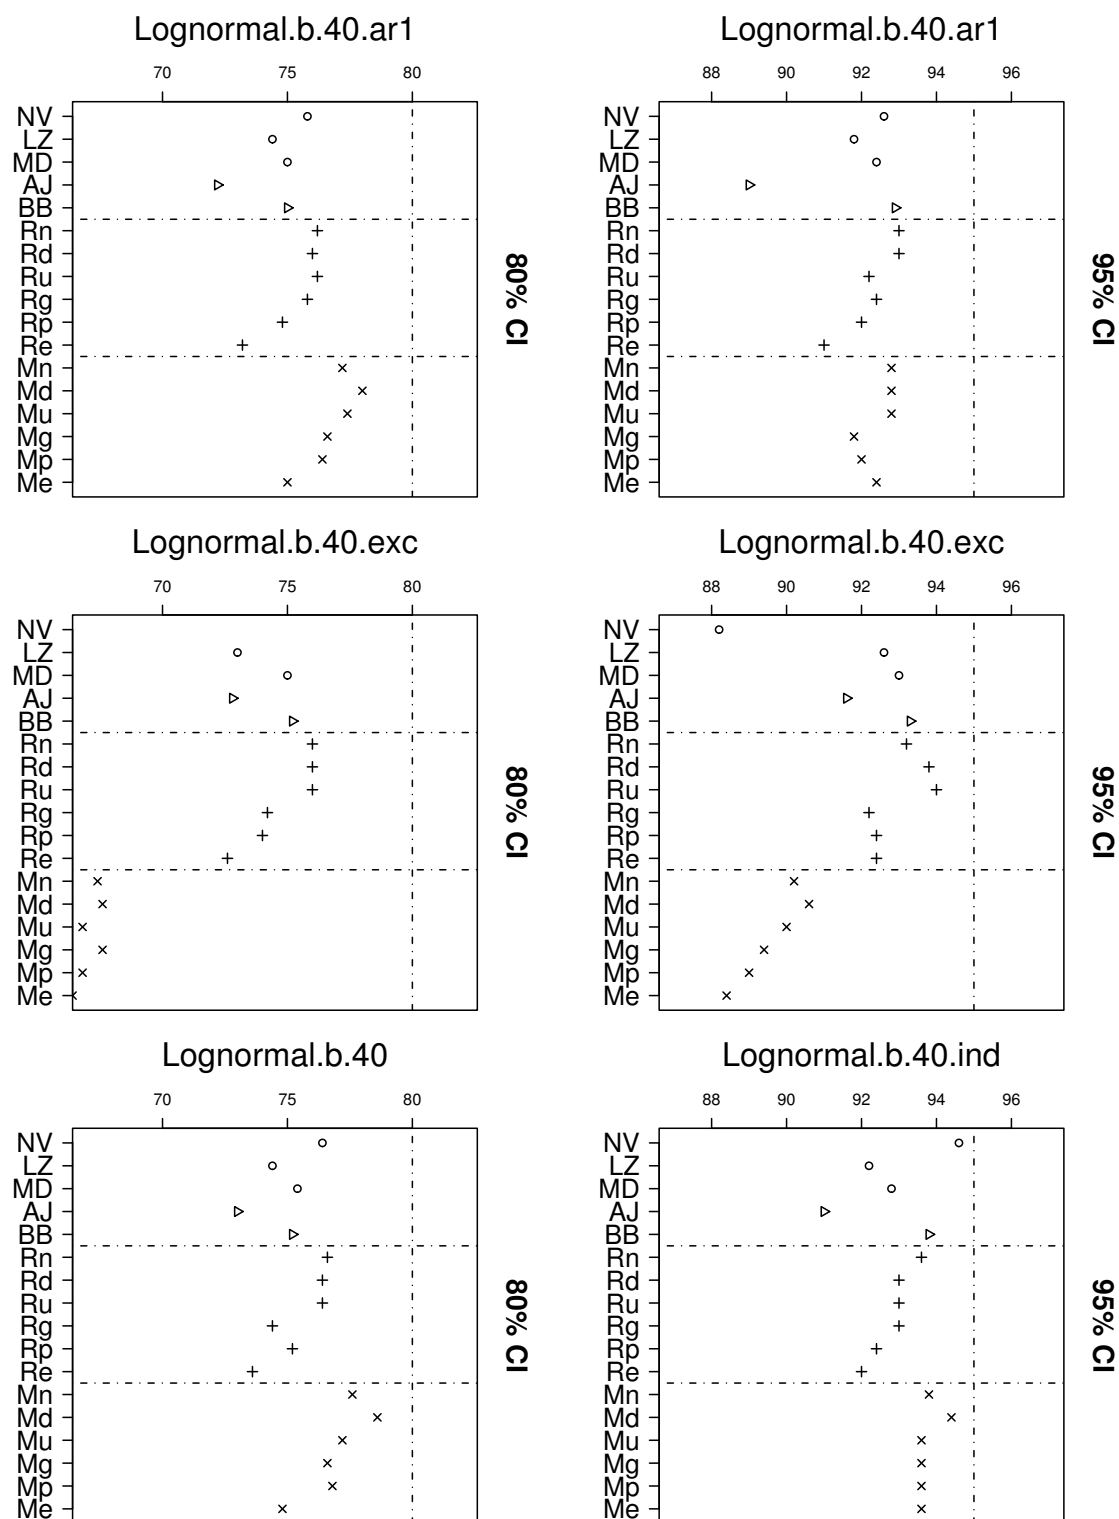 Lognormal.b.40.ar1
70 75 80
NV
LZ
MD
AJ
BB
Rn
Rd
Ru
Rg
Rp
Re
Mn
Md
Mu
Mg
Mp
Me
80% CI
Lognormal.b.40.ar1
88 90 92 94 96
NV
LZ
MD
AJ
BB
Rn
Rd
Ru
Rg
Rp
Re
Mn
Md
Mu
Mg
Mp
Me
95% CI
Lognormal.b.40.exc
70 75 80
NV
LZ
MD
AJ
BB
Rn
Rd
Ru
Rg
Rp
Re
Mn
Md
Mu
Mg
Mp
Me
80% CI
Lognormal.b.40.exc
88 90 92 94 96
NV
LZ
MD
AJ
BB
Rn
Rd
Ru
Rg
Rp
Re
Mn
Md
Mu
Mg
Mp
Me
95% CI
Lognormal.b.40
70 75 80
NV
LZ
MD
AJ
BB
Rn
Rd
Ru
Rg
Rp
Re
Mn
Md
Mu
Mg
Mp
Me
80% CI
Lognormal.b.40.ind
88 90 92 94 96
NV
LZ
MD
AJ
BB
Rn
Rd
Ru
Rg
Rp
Re
Mn
Md
Mu
Mg
Mp
Me
95% CI